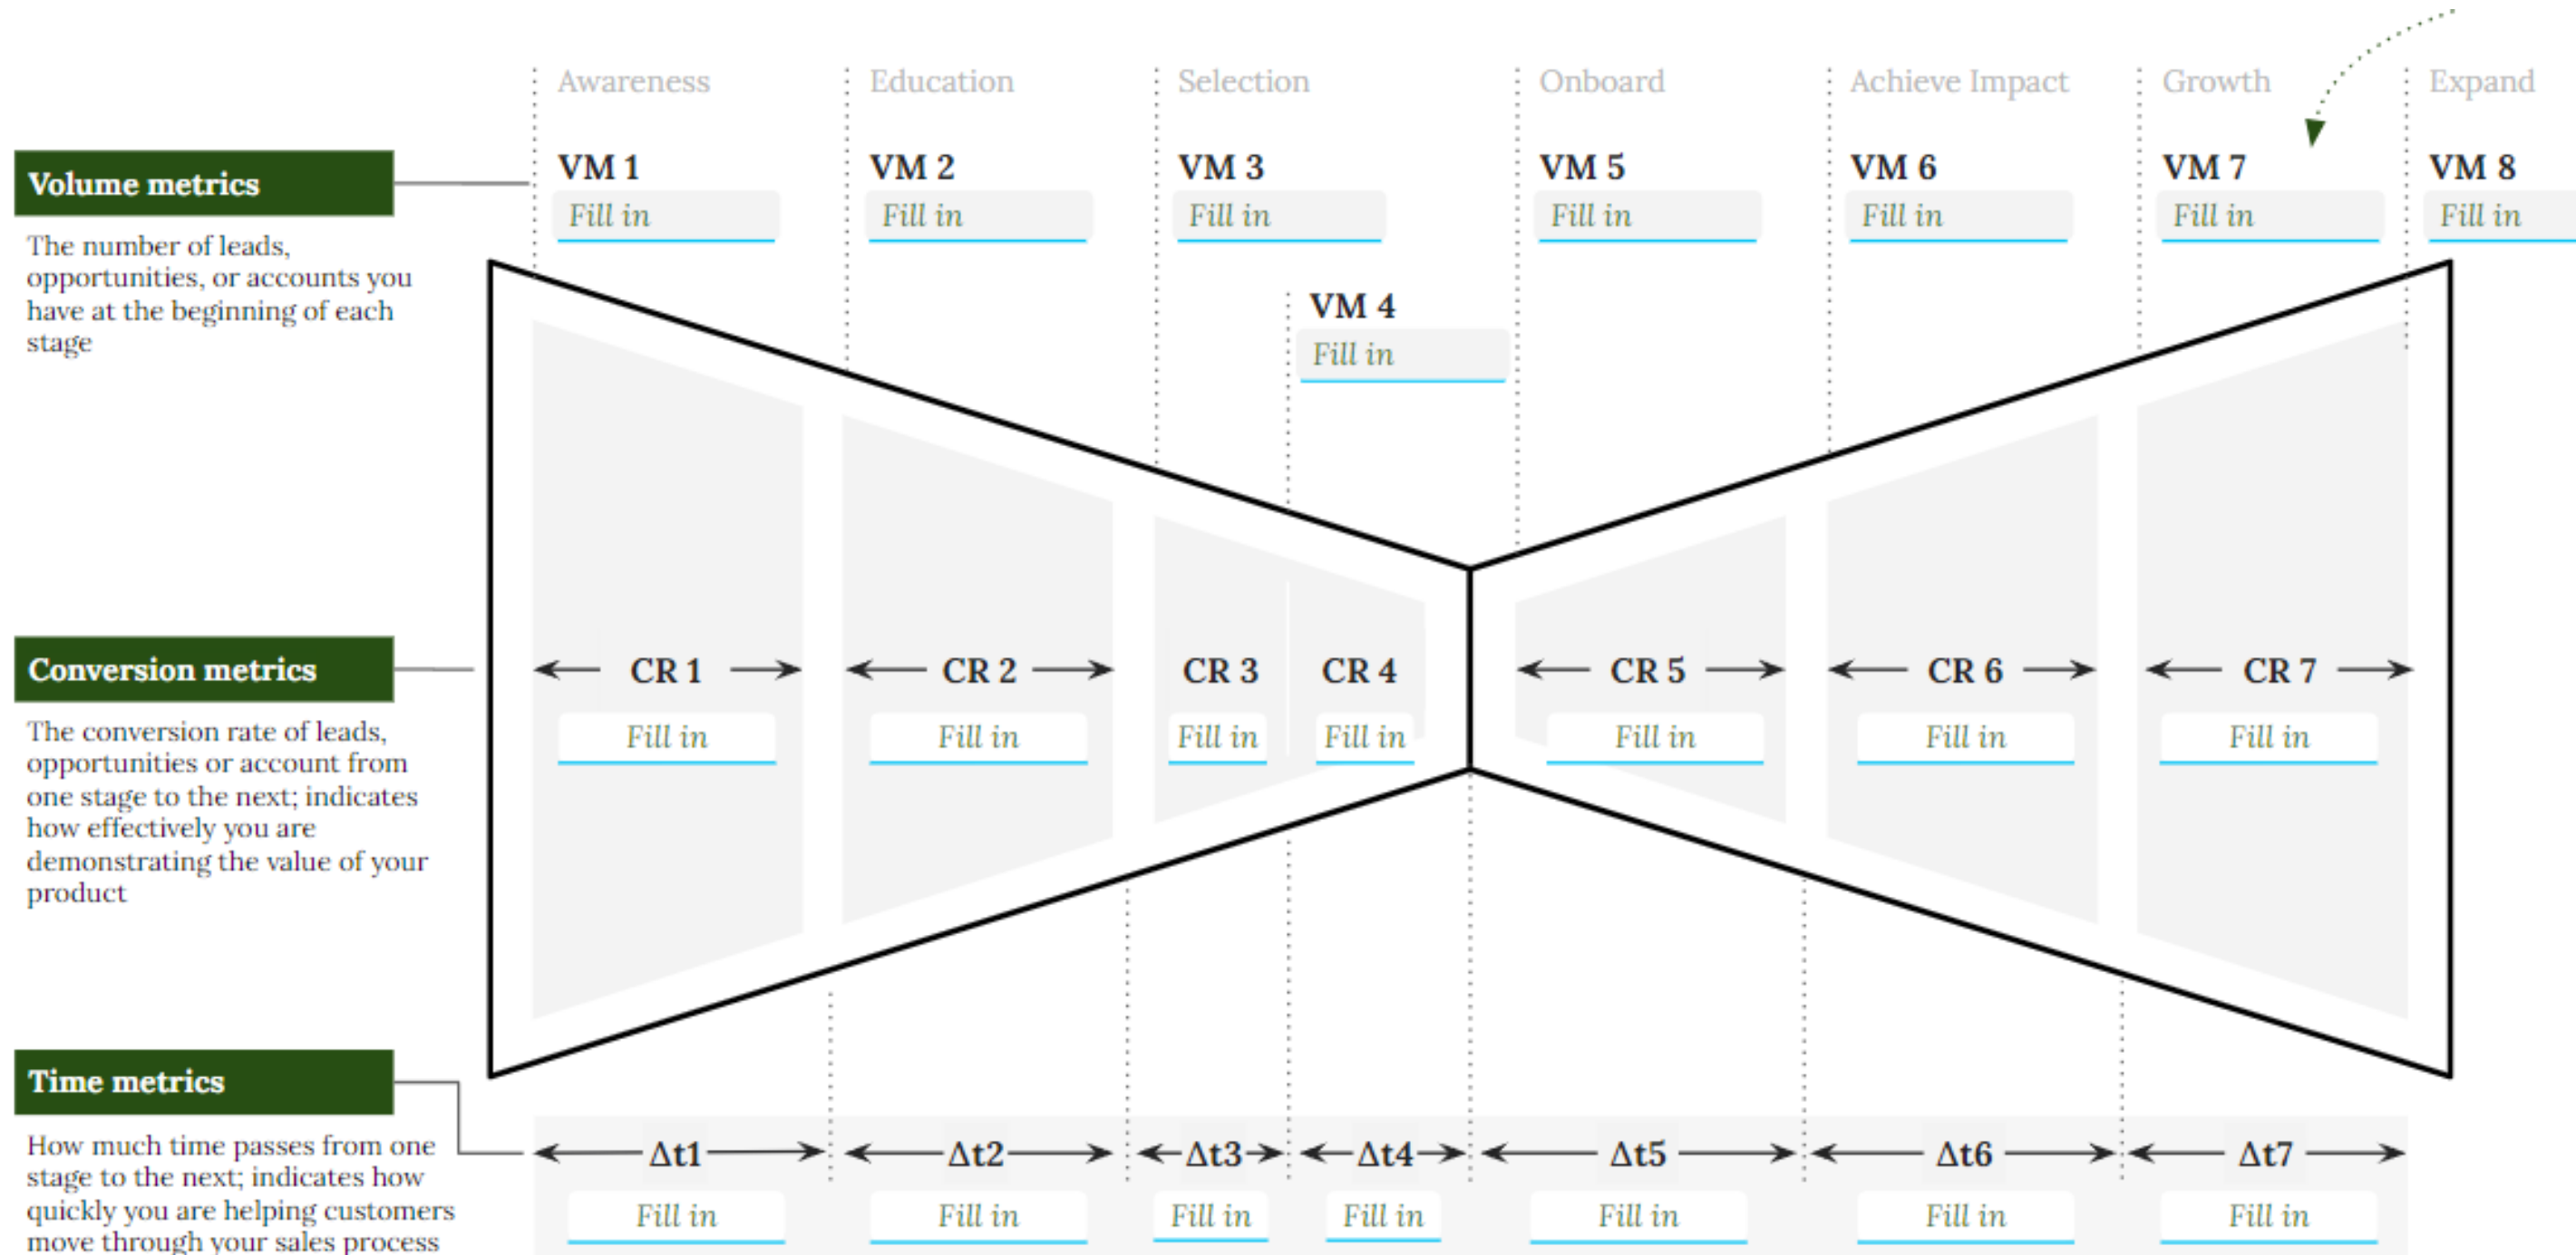 Awareness
Education
Selection
Onboard
Achieve Impact
Growth
Expand
Volume metrics
VM 1
VM 2
VM 3
VM 5
VM 6
VM 7
VM 8
Fill in
Fill in
Fill in
Fill in
Fill in
Fill in
Fill in
The number of leads,
opportunities, or accounts you
have at the beginning of each
stage
VM 4
Fill in
Conversion metrics
CR 1
CR 2
CR 3
CR 4
CR 5
CR 6
CR 7
Fill in
Fill in
Fill in
Fill in
Fill in
Fill in
Fill in
The conversion rate of leads,
opportunities or account from
one stage to the next; indicates
how effectively you are
demonstrating the value of your
product
Time metrics
Δt1
Δt2
Δt3
Δt4
Δt5
Δt6
Δt7
Fill in
Fill in
Fill in
Fill in
Fill in
Fill in
Fill in
How much time passes from one
stage to the next; indicates how
quickly you are helping customers
move through your sales process